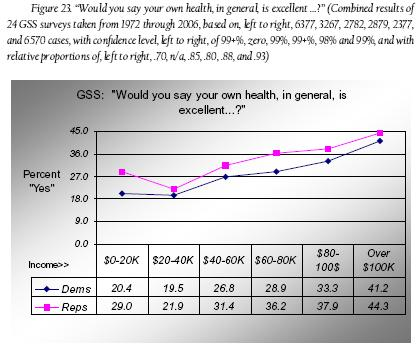 Figure 23. “Would you say your own health, in general, is excellent ...?” (Combined results of
24 GSS surveys taken from 1972 through 2006, based on, left to right, 6377, 3267, 2782, 2879, 2377,
and 6570 cases, with confidence level, left to right, of 99+%, zero, 99%, 99+%, 98% and 99%, and with
relative proportions of, left to right, .70, n/a, .85, .80, .88, and .93)
GSS: "Would you say your own health, in general, is
excellent...?"
Percent
"Yes"
45.0
36.0
27.0
18.0
9.0
0.0
Income>> $0-20K $20-40K $40-60K $60-80K $80-100$ Over $100K
Dems 20.4 19.5 26.8 28.9 33.3 41.2
Reps 29.0 21.9 31.4 36.2 37.9 44.3